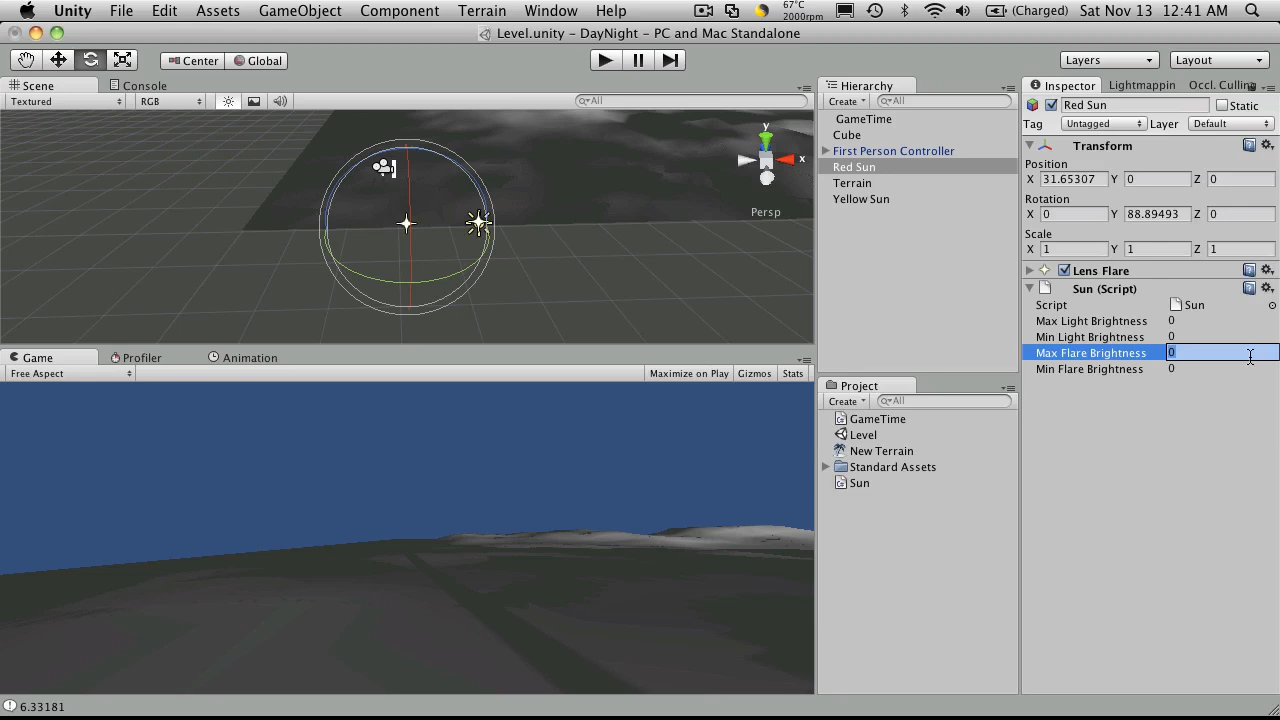 Unity File Edit Assets GameObject Component Terrain Window Help 67°C 2000rpm (Charged) Sat Nov 13 12:41 AM
Level.unity - DayNight - PC and Mac Standalone
Center Global Layers Layout
Scene Console
Textured RGB All
y
x
Persp
Hierarchy
Create All
GameTime
Cube
First Person Controller
Red Sun
Terrain
Yellow Sun
Inspector Lightmappin Occl. Culling
Red Sun Static
Tag Untagged Layer Default
Transform
Position
X 31.65307 Y 0 Z 0
Rotation
X 0 Y 88.89493 Z 0
Scale
X 1 Y 1 Z 1
Lens Flare
Sun (Script)
Script Sun
Max Light Brightness 0
Min Light Brightness 0
Max Flare Brightness 0
Min Flare Brightness 0
Game Profiler Animation
Free Aspect Maximize on Play Gizmos Stats
Project
Create All
GameTime
Level
New Terrain
Standard Assets
Sun
6.33181